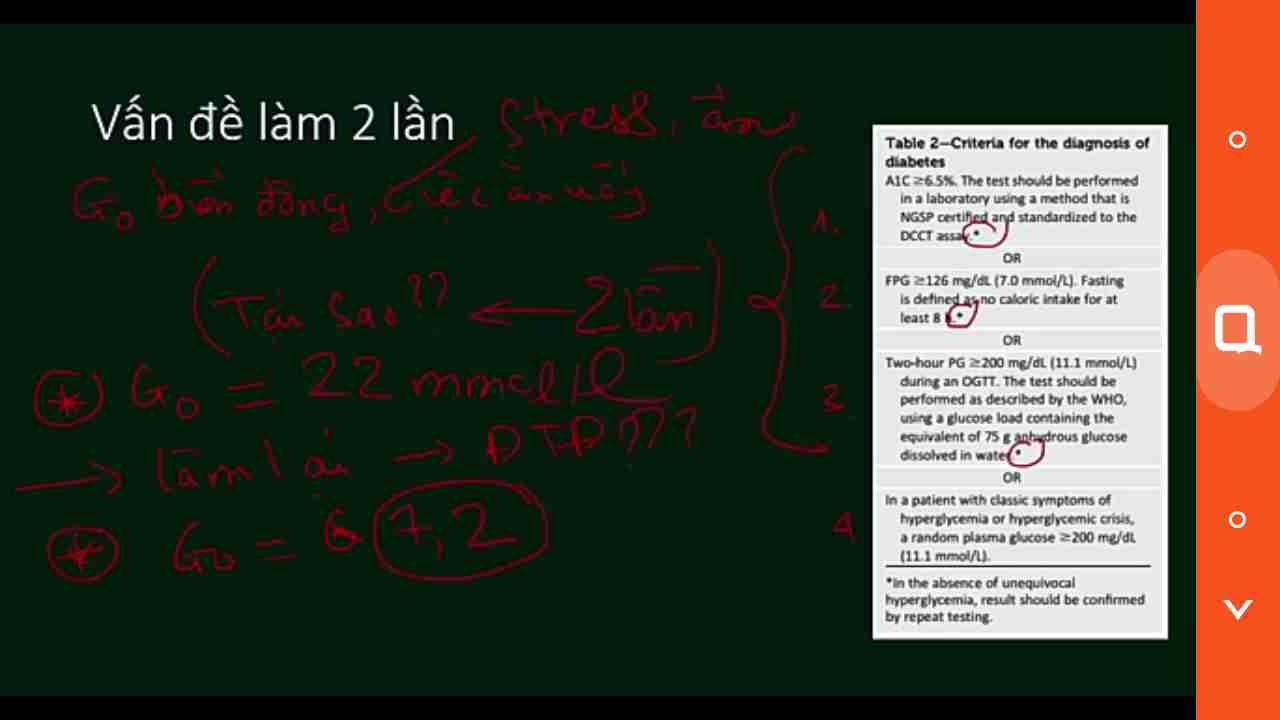 Vấn đề làm 2 lần
stress, ăn
G₀ biến động, việc ăn uống
(Tại sao?? ← 2 lần)
* G₀ = 22 mmol/l
→ làm lại → ĐTĐ???
* G₀ = 7,2
1.
2
3
4
Table 2—Criteria for the diagnosis of
diabetes
A1C ≥6.5%. The test should be performed
in a laboratory using a method that is
NGSP certified and standardized to the
DCCT assay.*
OR
FPG ≥126 mg/dL (7.0 mmol/L). Fasting
is defined as no caloric intake for at
least 8 h.*
OR
Two-hour PG ≥200 mg/dL (11.1 mmol/L)
during an OGTT. The test should be
performed as described by the WHO,
using a glucose load containing the
equivalent of 75 g anhydrous glucose
dissolved in water.*
OR
In a patient with classic symptoms of
hyperglycemia or hyperglycemic crisis,
a random plasma glucose ≥200 mg/dL
(11.1 mmol/L).
*In the absence of unequivocal
hyperglycemia, result should be confirmed
by repeat testing.